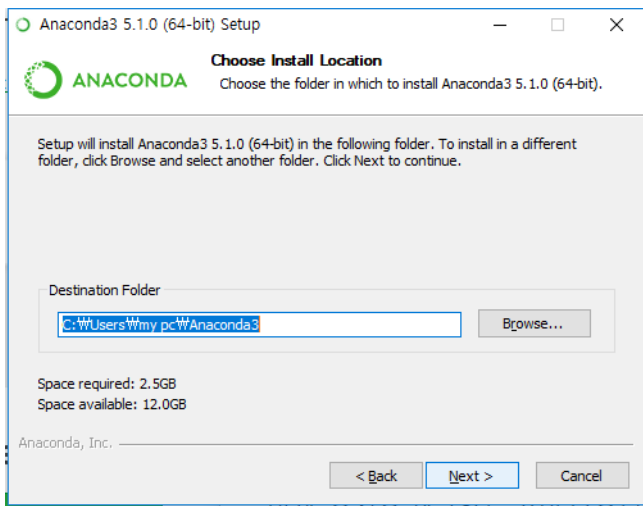 Anaconda3 5.1.0 (64-bit) Setup
ANACONDA
Choose Install Location
Choose the folder in which to install Anaconda3 5.1.0 (64-bit).
Setup will install Anaconda3 5.1.0 (64-bit) in the following folder. To install in a different
folder, click Browse and select another folder. Click Next to continue.
Destination Folder
C:₩Users₩my pc₩Anaconda3
Browse...
Space required: 2.5GB
Space available: 12.0GB
Anaconda, Inc.
< Back
Next >
Cancel